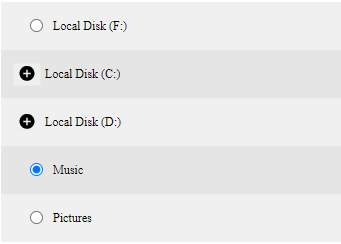 Local Disk (F:)
Local Disk (C:)
Local Disk (D:)
Music
Pictures